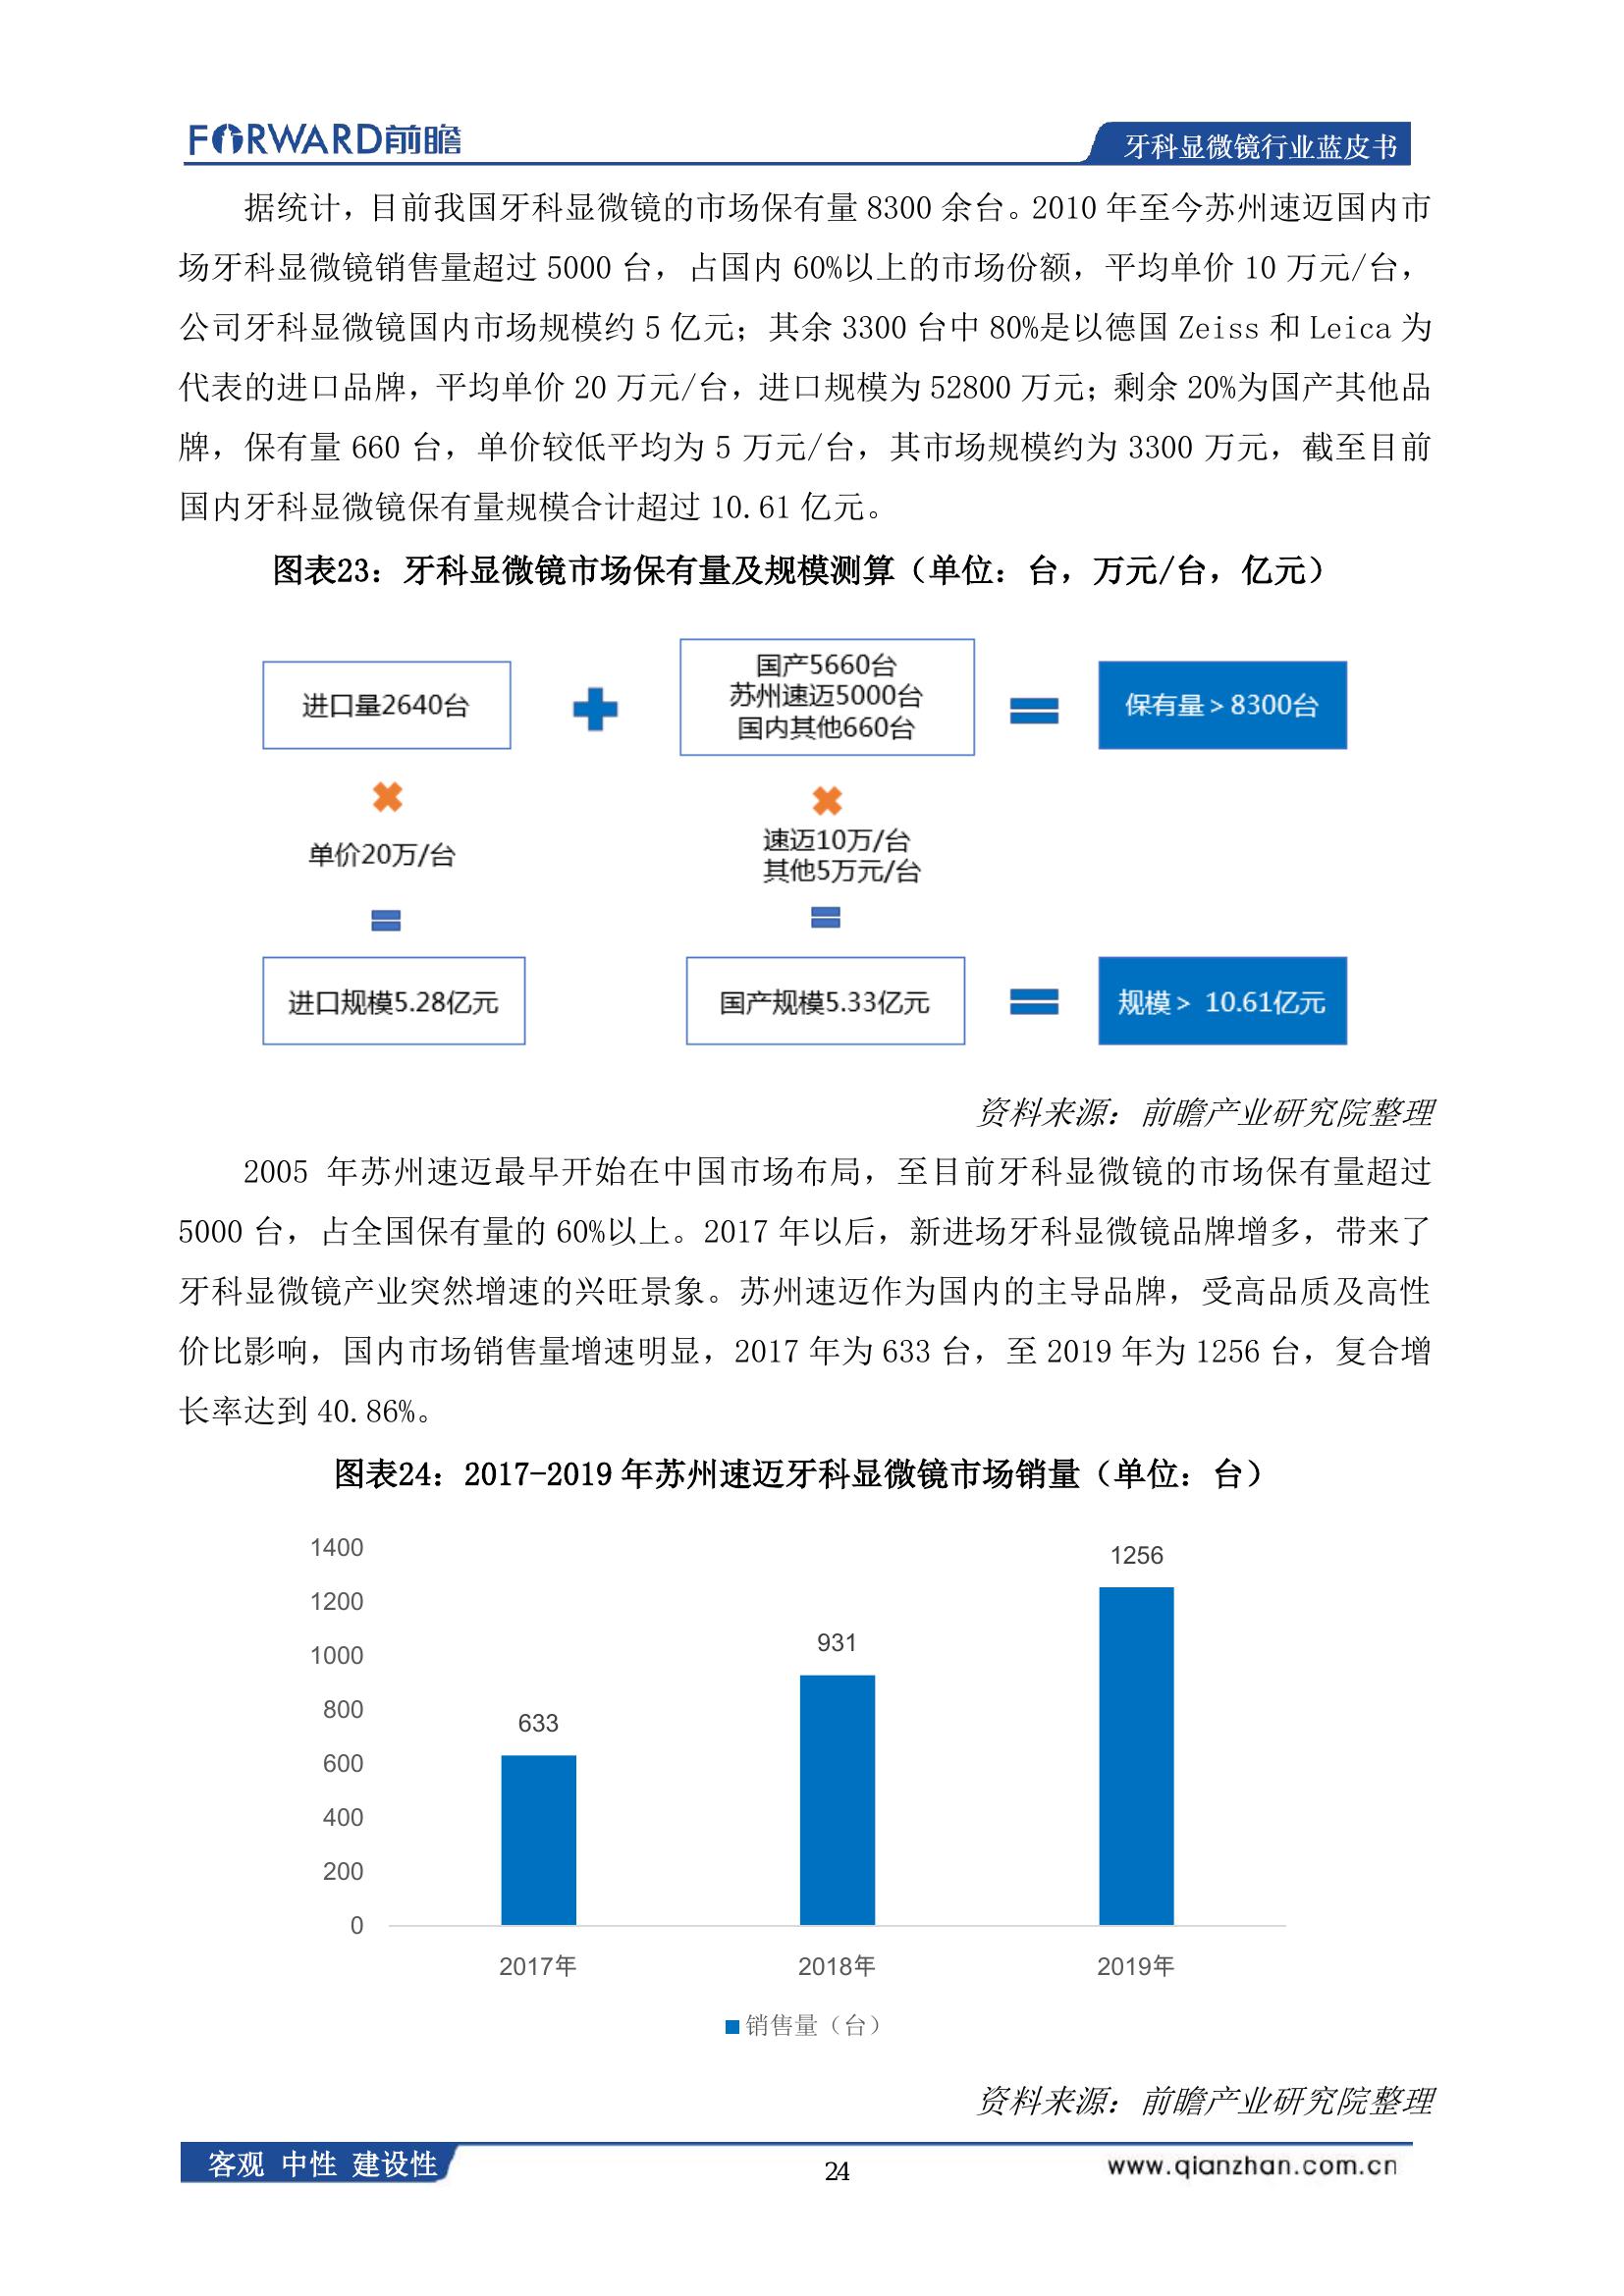 FORWARD前瞻
牙科显微镜行业蓝皮书
据统计，目前我国牙科显微镜的市场保有量 8300 余台。2010 年至今苏州速迈国内市
场牙科显微镜销售量超过 5000 台，占国内 60%以上的市场份额，平均单价 10 万元/台，
公司牙科显微镜国内市场规模约 5 亿元；其余 3300 台中 80%是以德国 Zeiss 和 Leica 为
代表的进口品牌，平均单价 20 万元/台，进口规模为 52800 万元；剩余 20%为国产其他品
牌，保有量 660 台，单价较低平均为 5 万元/台，其市场规模约为 3300 万元，截至目前
国内牙科显微镜保有量规模合计超过 10.61 亿元。
图表23：牙科显微镜市场保有量及规模测算（单位：台，万元/台，亿元）
进口量2640台
国产5660台
苏州速迈5000台
国内其他660台
保有量＞8300台
单价20万/台
速迈10万/台
其他5万元/台
进口规模5.28亿元
国产规模5.33亿元
规模＞ 10.61亿元
资料来源：前瞻产业研究院整理
2005 年苏州速迈最早开始在中国市场布局，至目前牙科显微镜的市场保有量超过
5000 台，占全国保有量的 60%以上。2017 年以后，新进场牙科显微镜品牌增多，带来了
牙科显微镜产业突然增速的兴旺景象。苏州速迈作为国内的主导品牌，受高品质及高性
价比影响，国内市场销售量增速明显，2017 年为 633 台，至 2019 年为 1256 台，复合增
长率达到 40.86%。
图表24：2017-2019 年苏州速迈牙科显微镜市场销量（单位：台）
1400
1200
1000
800
600
400
200
0
633
931
1256
2017年
2018年
2019年
销售量（台）
资料来源：前瞻产业研究院整理
客观 中性 建设性
24
www.qianzhan.com.cn